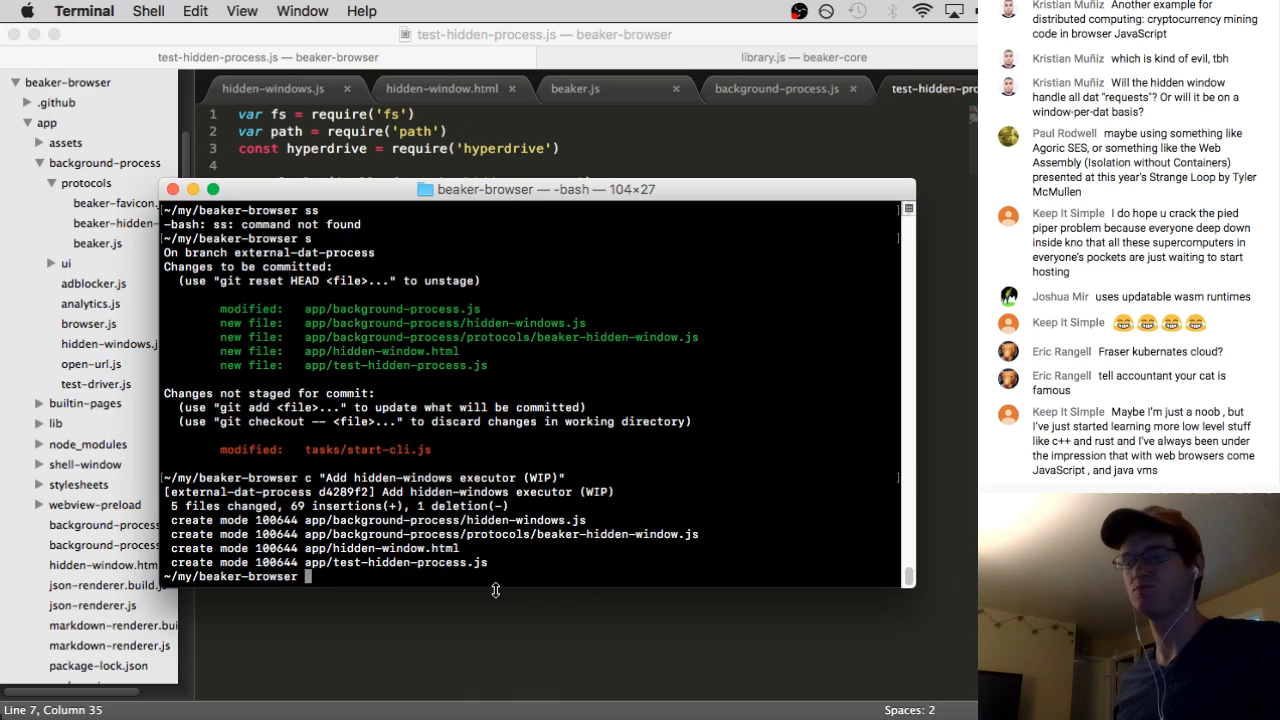 Terminal Shell Edit View Window Help
test-hidden-process.js — beaker-browser
test-hidden-process.js — beaker-browser
library.js — beaker-core
hidden-windows.js
hidden-window.html
beaker.js
background-process.js
test-hidden-pro
beaker-browser
.github
app
assets
background-process
protocols
beaker-favicon.
beaker-hidden-
beaker.js
ui
adblocker.js
analytics.js
browser.js
hidden-windows.j
open-url.js
test-driver.js
builtin-pages
lib
node_modules
shell-window
stylesheets
webview-preload
background-process
hidden-window.htm
json-renderer.build.j
json-renderer.js
markdown-renderer.bui
markdown-renderer.js
package-lock.json
1 var fs = require('fs')
2 var path = require('path')
3 const hyperdrive = require('hyperdrive')
4
beaker-browser — -bash — 104×27
[~/my/beaker-browser ss ]
-bash: ss: command not found
[~/my/beaker-browser s ]
On branch external-dat-process
Changes to be committed:
(use "git reset HEAD <file>..." to unstage)
modified: app/background-process.js
new file: app/background-process/hidden-windows.js
new file: app/background-process/protocols/beaker-hidden-window.js
new file: app/hidden-window.html
new file: app/test-hidden-process.js
Changes not staged for commit:
(use "git add <file>..." to update what will be committed)
(use "git checkout -- <file>..." to discard changes in working directory)
modified: tasks/start-cli.js
[~/my/beaker-browser c "Add hidden-windows executor (WIP)" ]
[external-dat-process d4289f2] Add hidden-windows executor (WIP)
5 files changed, 69 insertions(+), 1 deletion(-)
create mode 100644 app/background-process/hidden-windows.js
create mode 100644 app/background-process/protocols/beaker-hidden-window.js
create mode 100644 app/hidden-window.html
create mode 100644 app/test-hidden-process.js
~/my/beaker-browser
Line 7, Column 35
Spaces: 2
Kristian Muñiz Another example for
distributed computing: cryptocurrency mining
code in browser JavaScript
Kristian Muñiz which is kind of evil, tbh
Kristian Muñiz Will the hidden window
handle all dat "requests"? Or will it be on a
window-per-dat basis?
Paul Rodwell maybe using something like
Agoric SES, or something like the Web
Assembly (Isolation without Containers)
presented at this year's Strange Loop by Tyler
McMullen
Keep It Simple I do hope u crack the pied
piper problem because everyone deep down
inside kno that all these supercomputers in
everyone's pockets are just waiting to start
hosting
Joshua Mir uses updatable wasm runtimes
Keep It Simple 😂 😂 😂 😂
Eric Rangell Fraser kubernates cloud?
Eric Rangell tell accountant your cat is
famous
Keep It Simple Maybe I'm just a noob , but
I've just started learning more low level stuff
like c++ and rust and I've always been under
the impression that with web browsers come
JavaScript , and java vms